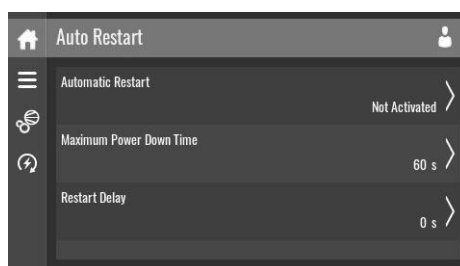 Auto Restart
Automatic Restart
Not Activated
Maximum Power Down Time
60 s
Restart Delay
0 s